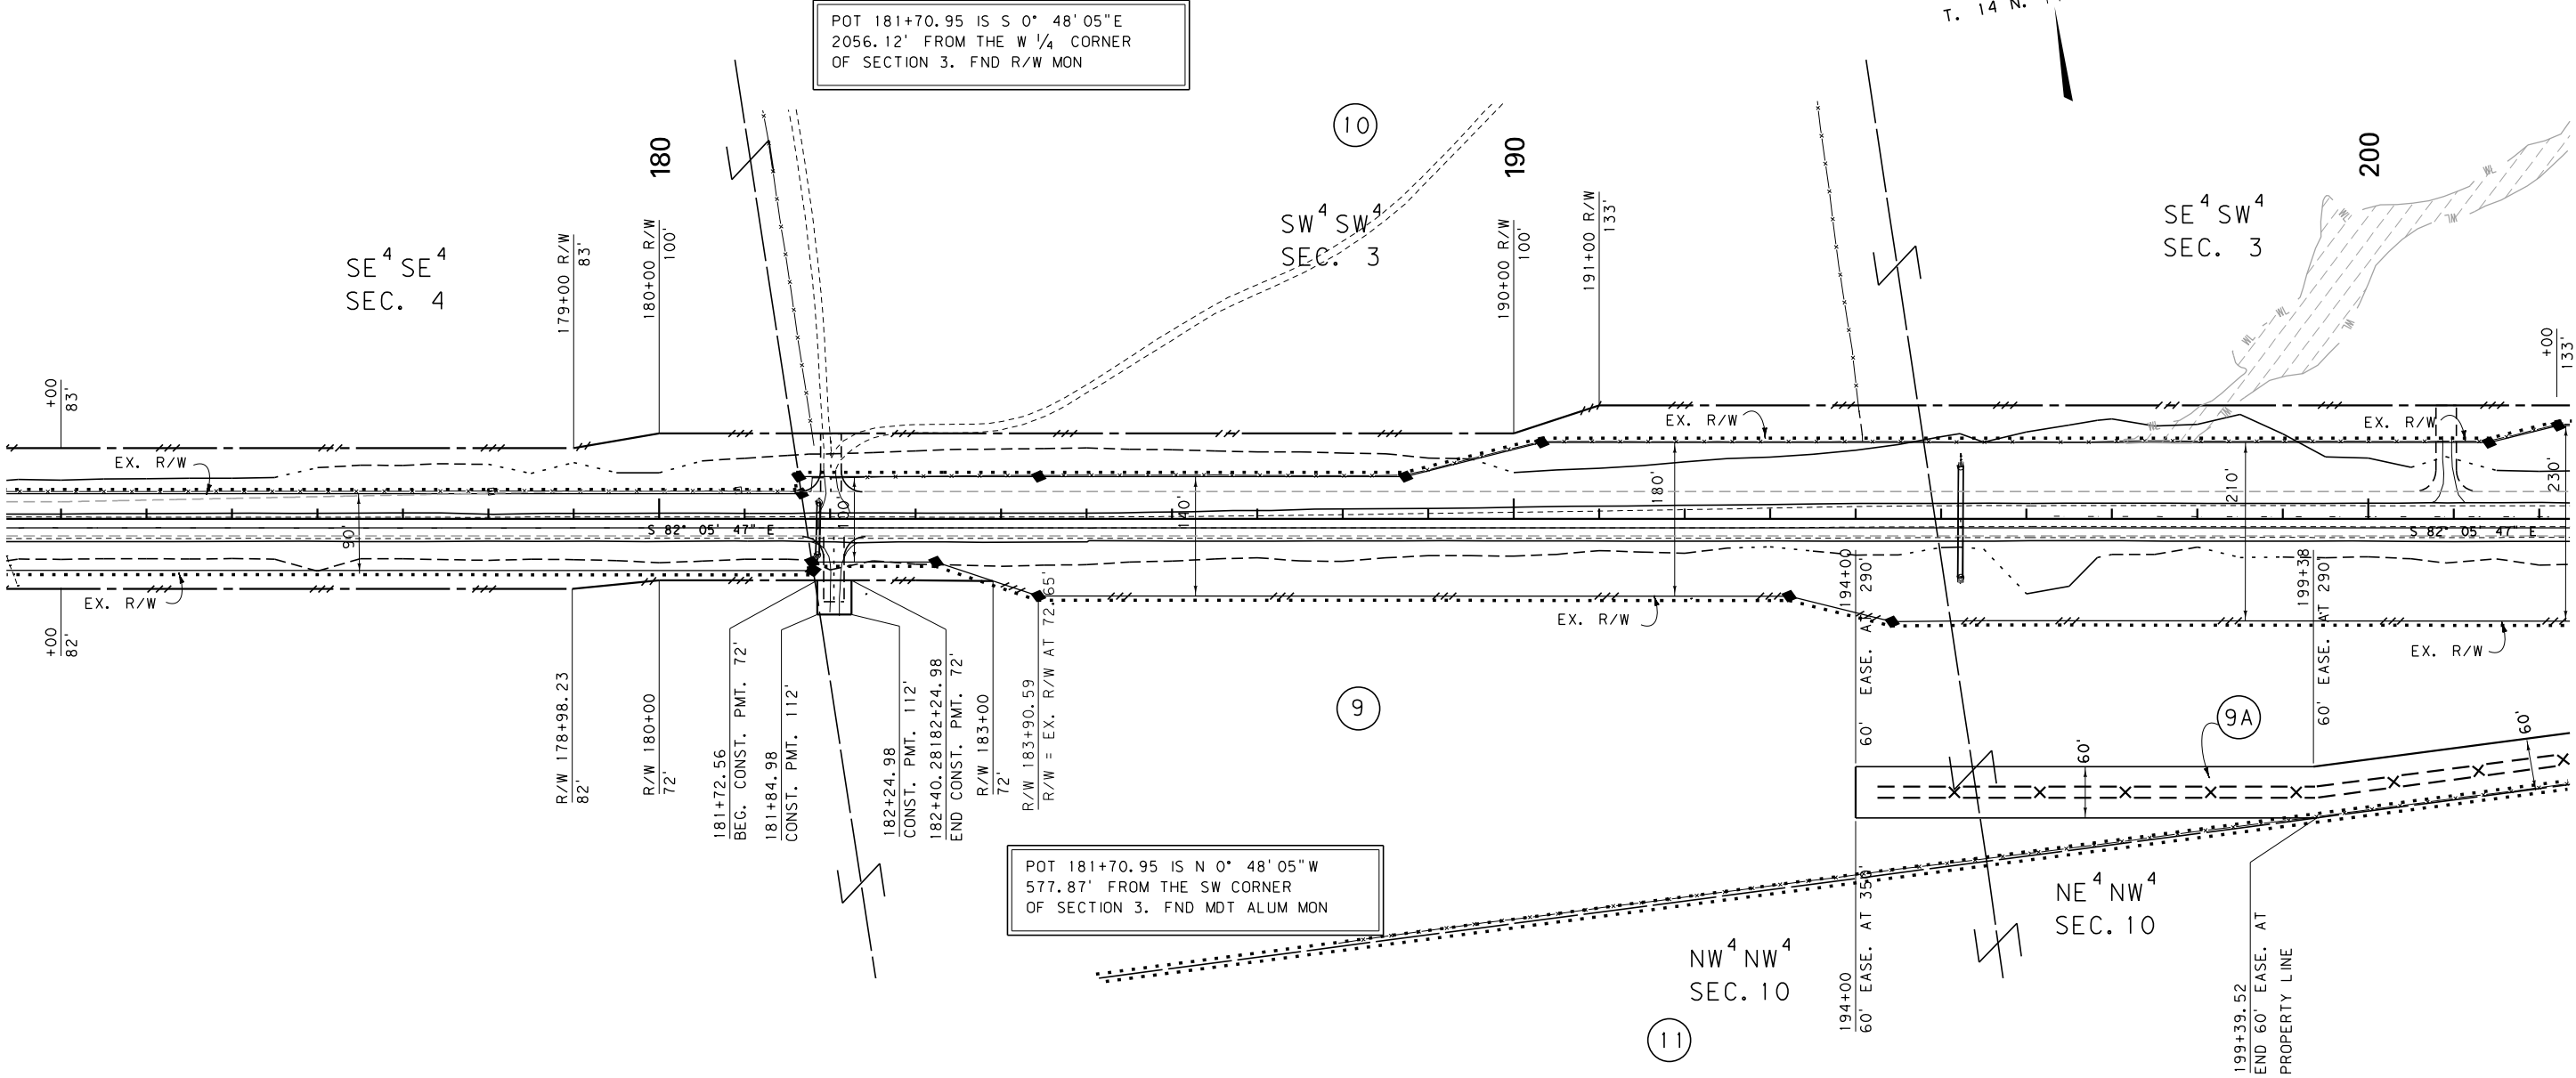 POT 181+70.95 IS S 0° 48'05"E
2056.12' FROM THE W 1/4 CORNER
OF SECTION 3. FND R/W MON
T. 14 N.
10
180
190
200
SE⁴ SE⁴
SEC. 4
SW⁴ SW⁴
SEC. 3
SE⁴ SW⁴
SEC. 3
+00
83'
179+00 R/W
83'
180+00 R/W
100'
190+00 R/W
100'
191+00 R/W
133'
+00
133'
WL
WL
WL
WL
WL
WL
WL
WL
EX. R/W
EX. R/W
EX. R/W
90'
S 82° 05' 47" E
100'
140'
180'
210'
230'
S 82° 05' 47" E
EX. R/W
EX. R/W
EX. R/W
+00
82'
R/W 178+98.23
82'
R/W 180+00
72'
181+72.56
BEG. CONST. PMT. 72'
181+84.98
CONST. PMT. 112'
182+24.98
CONST. PMT. 112'
182+40.28182+24.98
END CONST. PMT. 72'
R/W 183+00
72'
R/W 183+90.59
R/W = EX. R/W AT 72.65'
194+00
60' EASE. AT 290'
199+38
60' EASE. AT 290'
9
9A
60'
60'
POT 181+70.95 IS N 0° 48'05"W
577.87' FROM THE SW CORNER
OF SECTION 3. FND MDT ALUM MON
NW⁴ NW⁴
SEC. 10
NE⁴ NW⁴
SEC. 10
194+00
60' EASE. AT 350'
199+39.52
END 60' EASE. AT
PROPERTY LINE
11